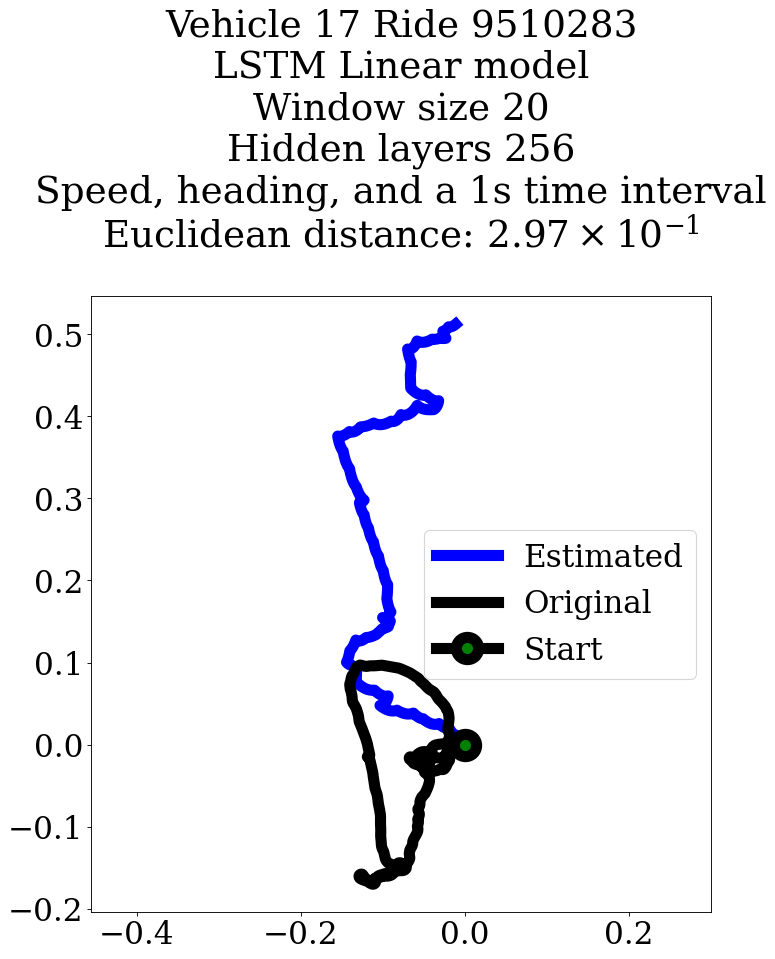 Vehicle 17 Ride 9510283
LSTM Linear model
Window size 20
Hidden layers 256
Speed, heading, and a 1s time interval
Euclidean distance: 2.97 × 10⁻¹
0.5
0.4
0.3
0.2
0.1
0.0
−0.1
−0.2
Estimated
Original
Start
−0.4 −0.2 0.0 0.2